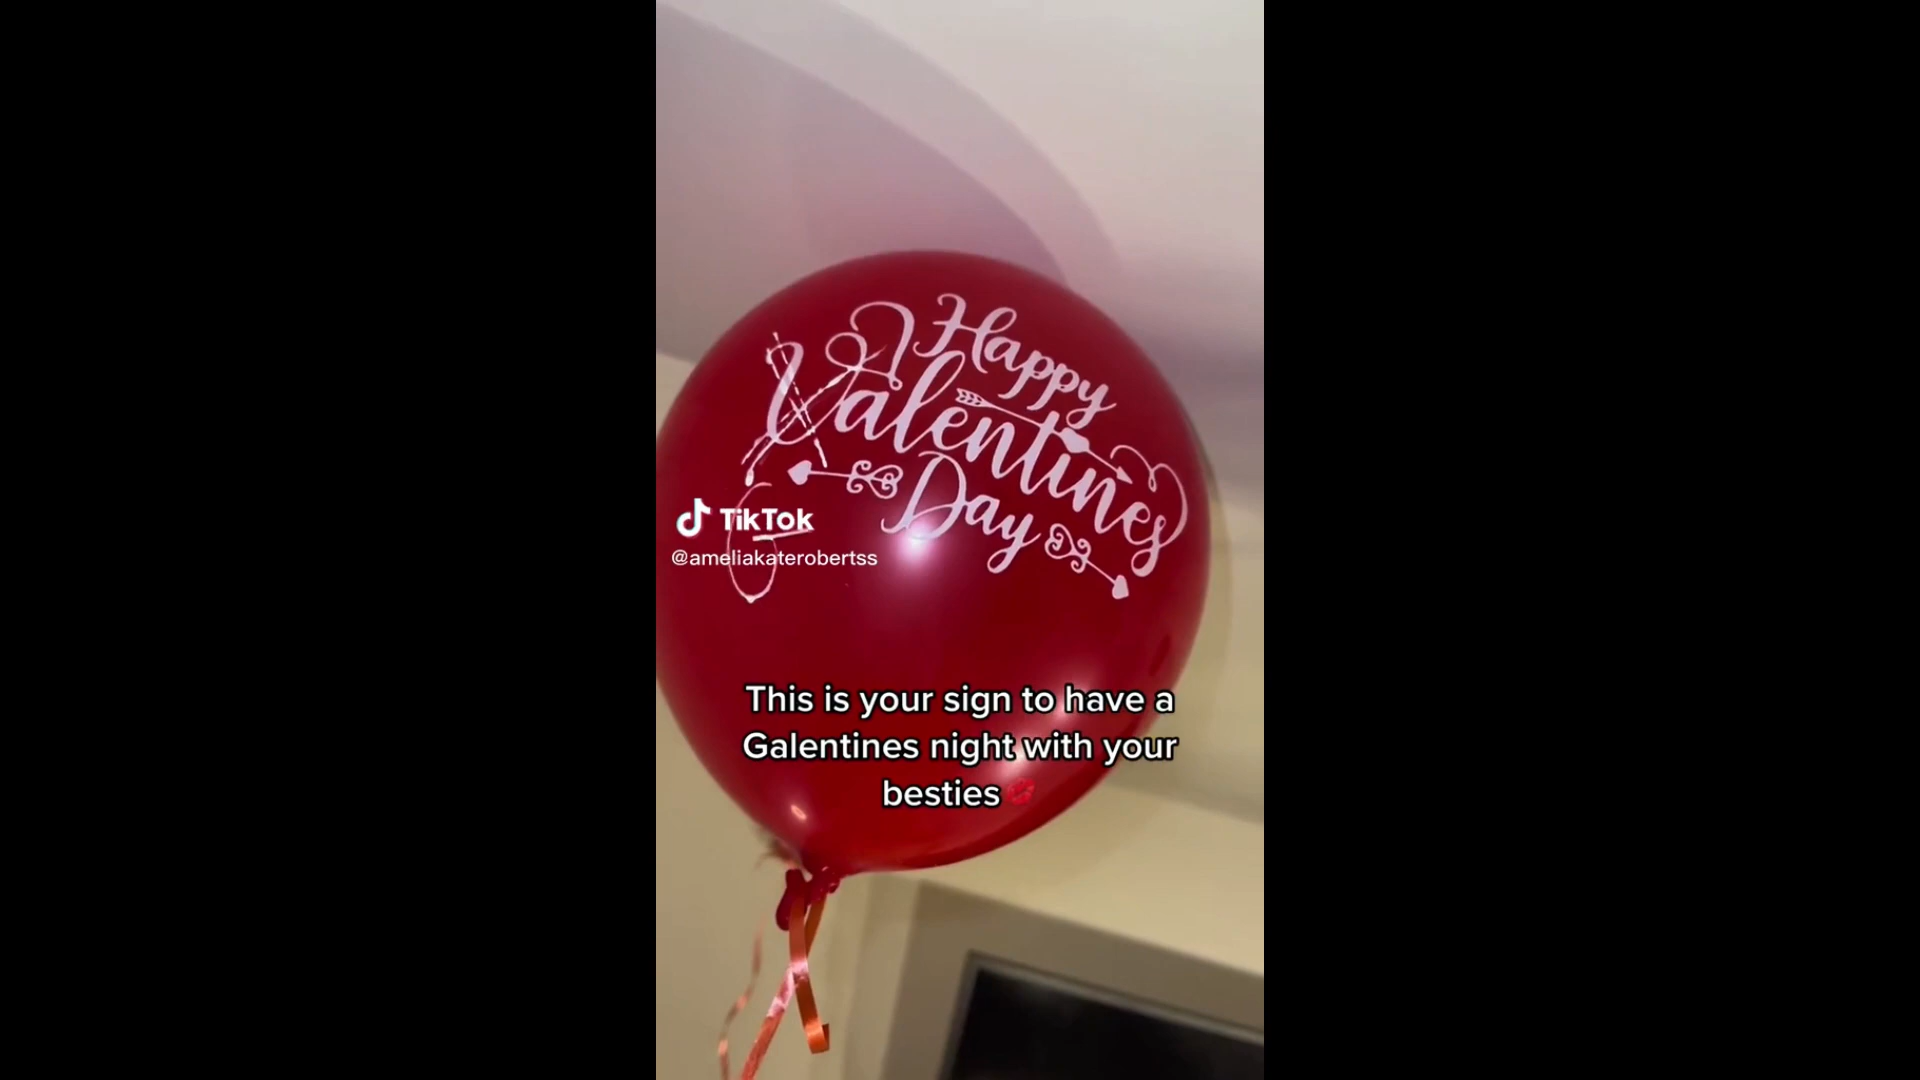 Happy
Valentines
Day
TikTok
@ameliakaterobertss
This is your sign to have a
Galentines night with your
besties💋